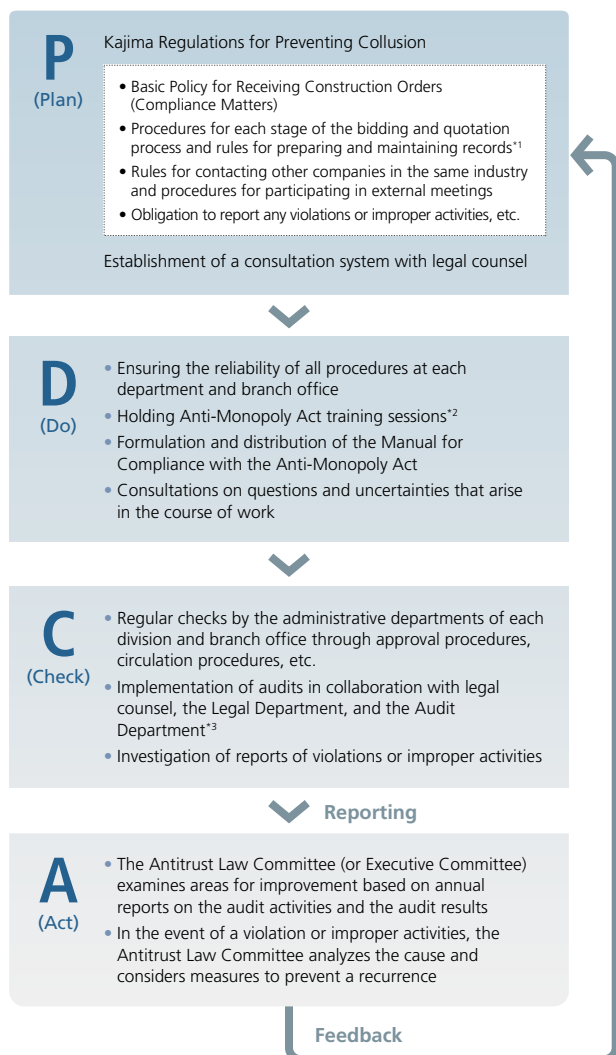 P
(Plan)
Kajima Regulations for Preventing Collusion
• Basic Policy for Receiving Construction Orders
(Compliance Matters)
• Procedures for each stage of the bidding and quotation
process and rules for preparing and maintaining records*1
• Rules for contacting other companies in the same industry
and procedures for participating in external meetings
• Obligation to report any violations or improper activities, etc.
Establishment of a consultation system with legal counsel
D
(Do)
• Ensuring the reliability of all procedures at each
department and branch office
• Holding Anti-Monopoly Act training sessions*2
• Formulation and distribution of the Manual for
Compliance with the Anti-Monopoly Act
• Consultations on questions and uncertainties that arise
in the course of work
C
(Check)
• Regular checks by the administrative departments of each
division and branch office through approval procedures,
circulation procedures, etc.
• Implementation of audits in collaboration with legal
counsel, the Legal Department, and the Audit
Department*3
• Investigation of reports of violations or improper activities
Reporting
A
(Act)
• The Antitrust Law Committee (or Executive Committee)
examines areas for improvement based on annual
reports on the audit activities and the audit results
• In the event of a violation or improper activities, the
Antitrust Law Committee analyzes the cause and
considers measures to prevent a recurrence
Feedback